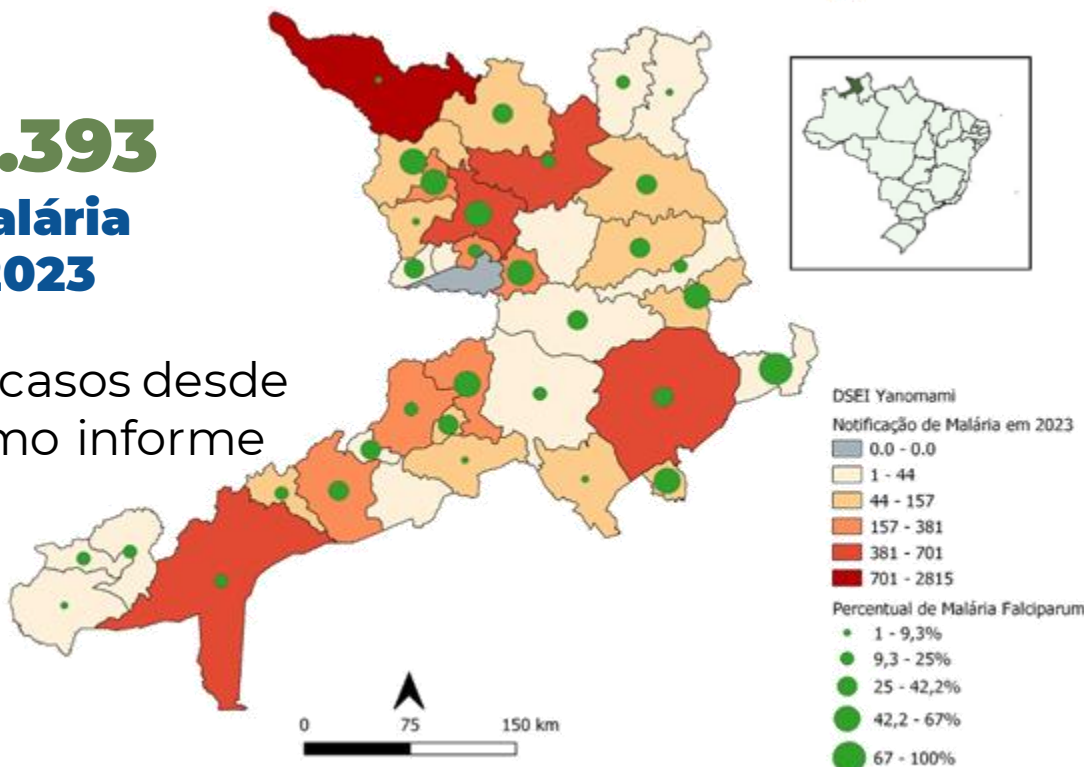 .393
alária
2023
casos desde
mo informe
DSEI Yanomami
Notificação de Malária em 2023
0.0 - 0.0
1 - 44
44 - 157
157 - 381
381 - 701
701 - 2815
Percentual de Malária Falciparum
1 - 9,3%
9,3 - 25%
25 - 42,2%
42,2 - 67%
67 - 100%
0 75 150 km